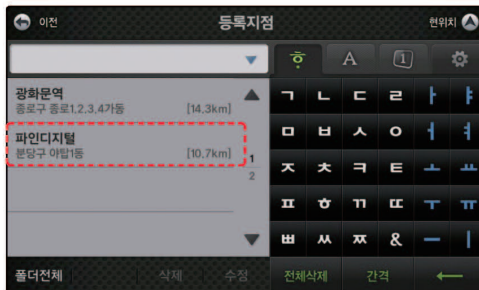 이전 등록지점 현위치
ㅎ A 1
광화문역
종로구 종로1,2,3,4가동 [14.3km]
파인디지털
분당구 야탑1동 [10.7km]
1
2
ㄱ ㄴ ㄷ ㄹ ㅏ ㅑ
ㅁ ㅂ ㅅ ㅇ ㅓ ㅕ
ㅈ ㅊ ㅋ ㅌ ㅗ ㅛ
ㅍ ㅎ ㄲ ㄸ ㅜ ㅠ
ㅃ ㅆ ㅉ & ㅡ ㅣ
폴더전체 삭제 수정 전체삭제 간격 ←